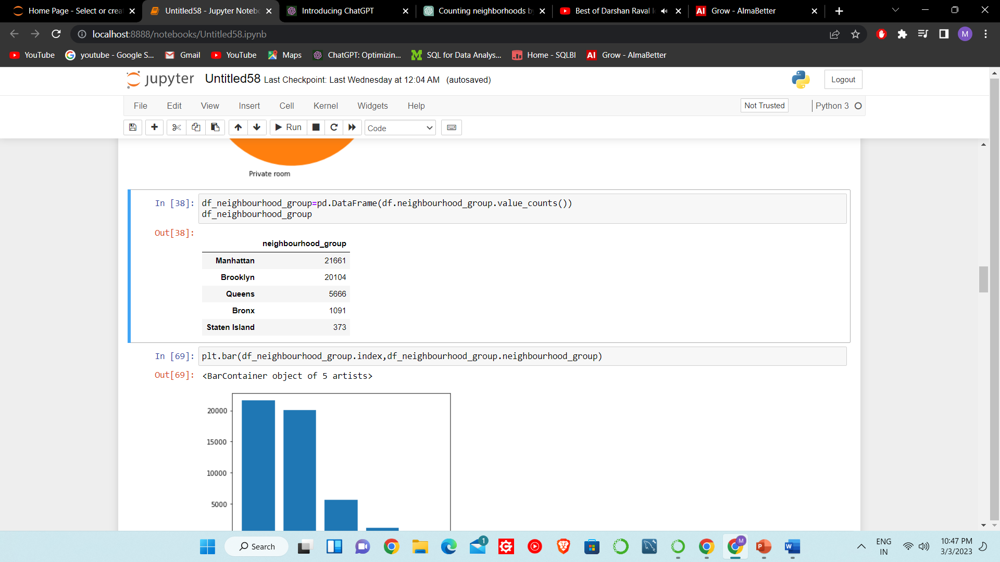 Home Page - Select or crea
Untitled58 - Jupyter Noteb
Introducing ChatGPT
Counting neighborhoods by
Best of Darshan Raval
Grow - AlmaBetter
localhost:8888/notebooks/Untitled58.ipynb
M
YouTube
youtube - Google S...
Gmail
YouTube
Maps
ChatGPT: Optimizin...
SQL for Data Analys...
Home - SQLBI
AI
Grow - AlmaBetter
jupyter Untitled58 Last Checkpoint: Last Wednesday at 12:04 AM (autosaved)
Logout
File Edit View Insert Cell Kernel Widgets Help
Not Trusted
Python 3
Run
Code
Private room
In [38]: df_neighbourhood_group=pd.DataFrame(df.neighbourhood_group.value_counts())
df_neighbourhood_group
Out[38]:
neighbourhood_group
Manhattan 21661
Brooklyn 20104
Queens 5666
Bronx 1091
Staten Island 373
In [69]: plt.bar(df_neighbourhood_group.index,df_neighbourhood_group.neighbourhood_group)
Out[69]: <BarContainer object of 5 artists>
20000
15000
10000
5000
Search
1
M
P
W
ENG
IN
10:47 PM
3/3/2023